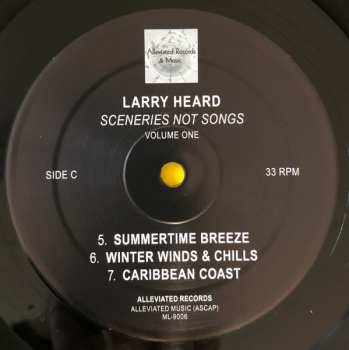 Alleviated Records
& Music
LARRY HEARD
SCENERIES NOT SONGS
VOLUME ONE
SIDE C
33 RPM
5. SUMMERTIME BREEZE
6. WINTER WINDS & CHILLS
7. CARIBBEAN COAST
ALLEVIATED RECORDS
ALLEVIATED MUSIC (ASCAP)
ML-9006